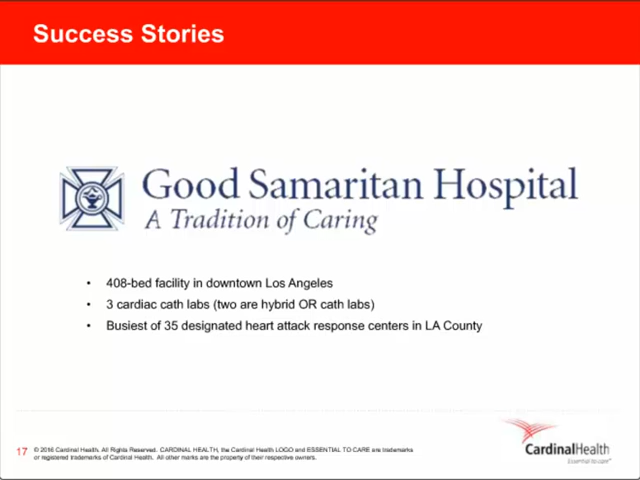 Success Stories
Good Samaritan Hospital
A Tradition of Caring
• 408-bed facility in downtown Los Angeles
• 3 cardiac cath labs (two are hybrid OR cath labs)
• Busiest of 35 designated heart attack response centers in LA County
17
© 2016 Cardinal Health. All Rights Reserved. CARDINAL HEALTH, the Cardinal Health LOGO and ESSENTIAL TO CARE are trademarks
or registered trademarks of Cardinal Health. All other marks are the property of their respective owners.
CardinalHealth
Essential to care™